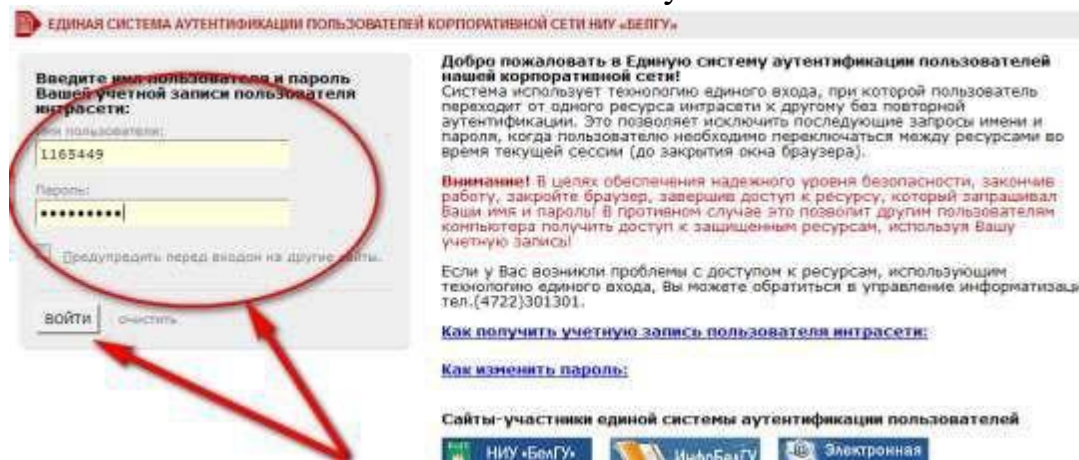 ЕДИНАЯ СИСТЕМА АУТЕНТИФИКАЦИИ ПОЛЬЗОВАТЕЛЕЙ КОРПОРАТИВНОЙ СЕТИ НИУ «БЕЛГУ»
Введите имя пользователя и пароль
Вашей учетной записи пользователя
интрасети:
Имя пользователя:
1165449
Пароль:
•••••••••
Предупредить перед входом на другие сайты.
ВОЙТИ очистить
Добро пожаловать в Единую систему аутентификации пользователей
нашей корпоративной сети!
Система использует технологию единого входа, при которой пользователь
переходит от одного ресурса интрасети к другому без повторной
аутентификации. Это позволяет исключить последующие запросы имени и
пароля, когда пользователю необходимо переключаться между ресурсами во
время текущей сессии (до закрытия окна браузера).
Внимание! В целях обеспечения надежного уровня безопасности, закончив
работу, закройте браузер, завершив доступ к ресурсу, который запрашивал
Ваши имя и пароль! В противном случае это позволит другим пользователям
компьютера получить доступ к защищенным ресурсам, используя Вашу
учетную запись!
Если у Вас возникли проблемы с доступом к ресурсам, использующим
технологию единого входа, Вы можете обратиться в управление информатизаци
тел.(4722)301301.
Как получить учетную запись пользователя интрасети:
Как изменить пароль:
Сайты-участники единой системы аутентификации пользователей
НИУ «БелГУ» ИнфоБелГУ Электронная